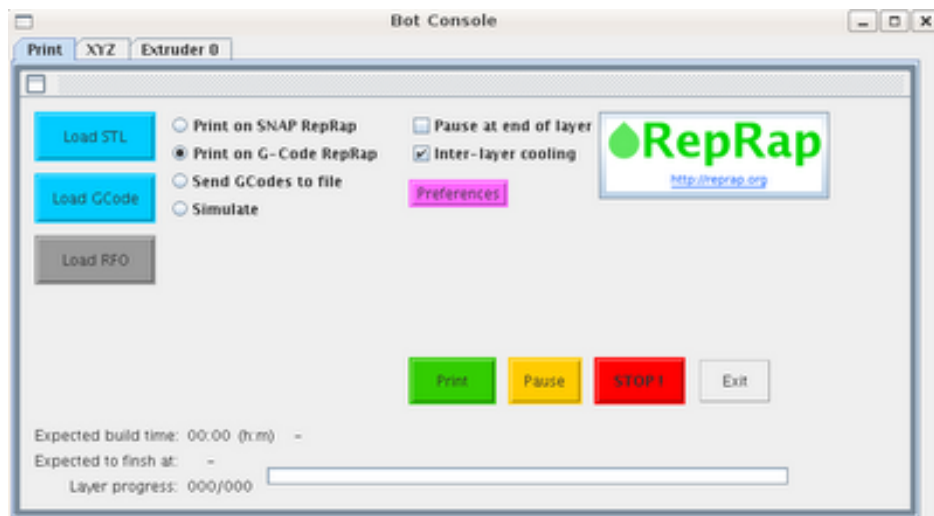 Bot Console
Print XYZ Extruder 0
Load STL
Print on SNAP RepRap
Pause at end of layer
RepRap
http://reprap.org
Print on G-Code RepRap
Inter-layer cooling
Load GCode
Send GCodes to file
Preferences
Simulate
Load RFO
Print Pause STOP! Exit
Expected build time: 00:00 (h:m) -
Expected to finsh at: -
Layer progress: 000/000